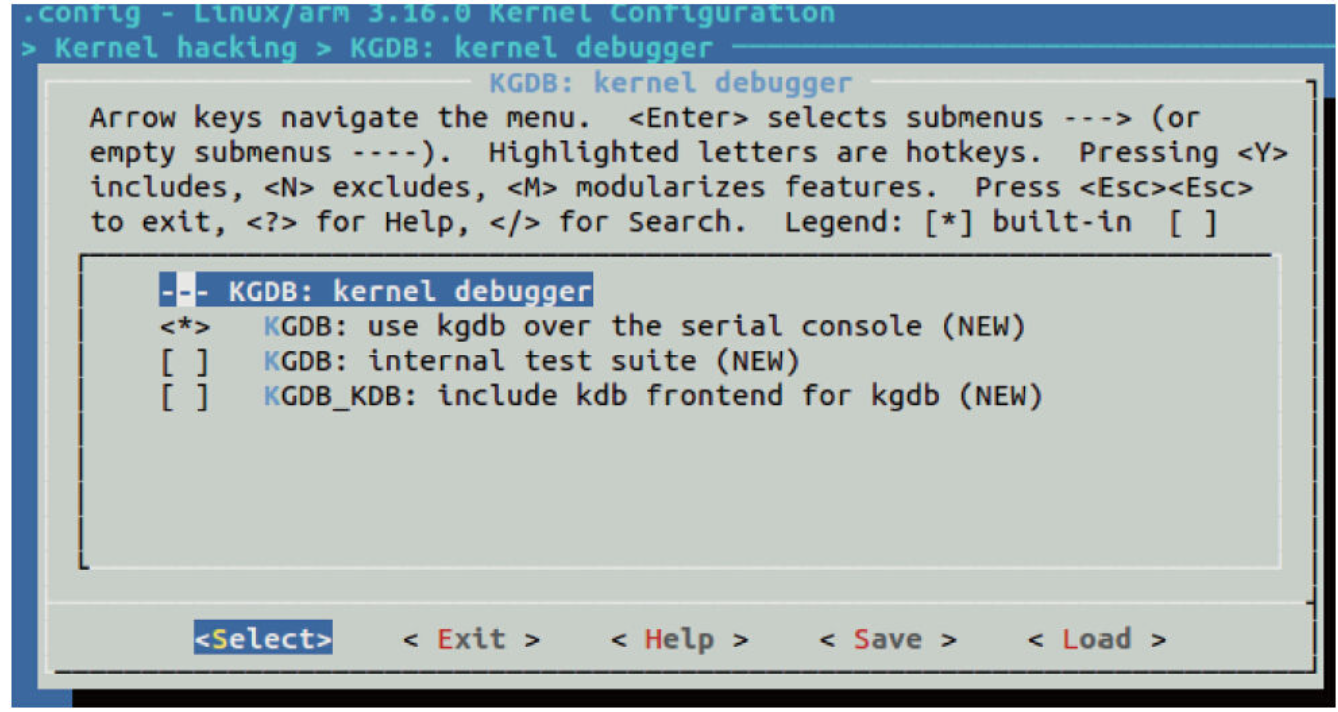 .config - Linux/arm 3.16.0 Kernel Configuration
> Kernel hacking > KGDB: kernel debugger
KGDB: kernel debugger
Arrow keys navigate the menu. <Enter> selects submenus ---> (or
empty submenus ----). Highlighted letters are hotkeys. Pressing <Y>
includes, <N> excludes, <M> modularizes features. Press <Esc><Esc>
to exit, <?> for Help, </> for Search. Legend: [*] built-in [ ]
--- KGDB: kernel debugger
<*> KGDB: use kgdb over the serial console (NEW)
[ ] KGDB: internal test suite (NEW)
[ ] KGDB_KDB: include kdb frontend for kgdb (NEW)
<Select> < Exit > < Help > < Save > < Load >